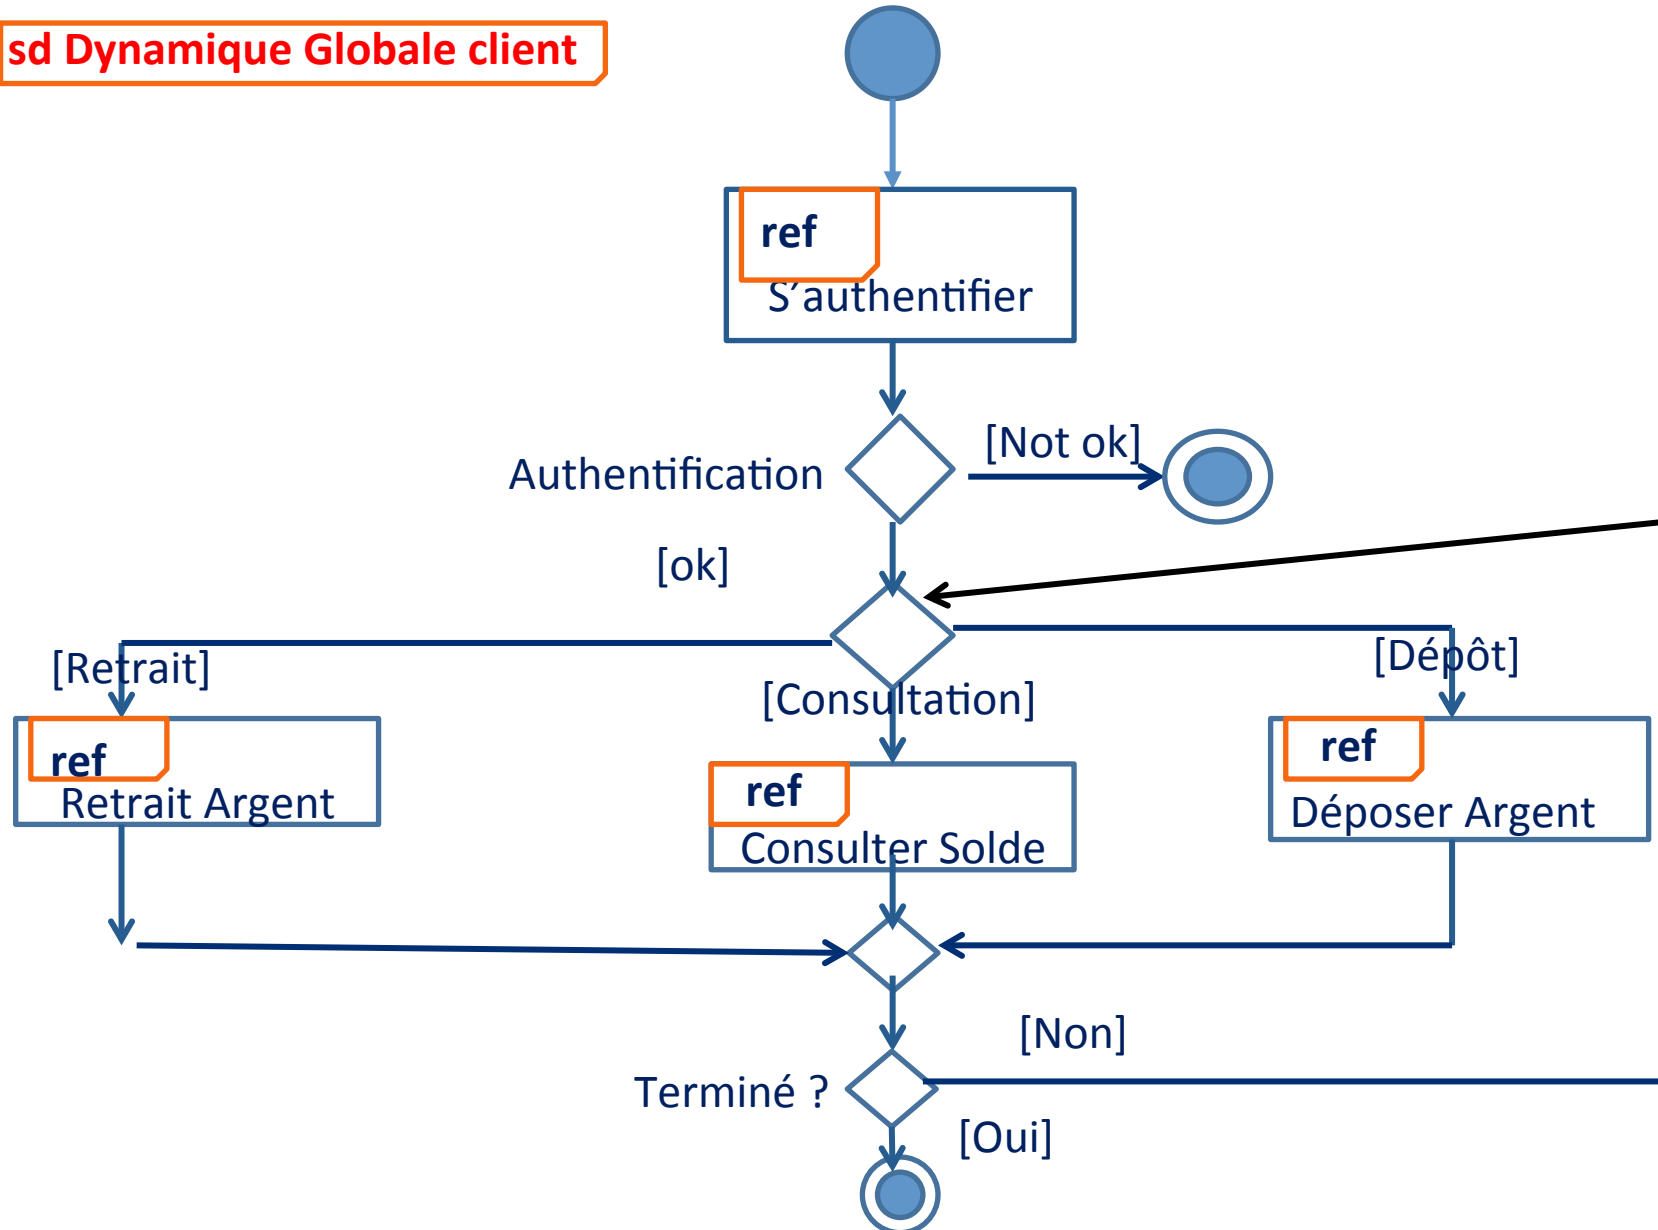 sd Dynamique Globale client
ref
S’authentifier
[Not ok]
Authentification
[ok]
[Retrait]
[Dépôt]
[Consultation]
ref
Retrait Argent
ref
Consulter Solde
ref
Déposer Argent
[Non]
Terminé ?
[Oui]